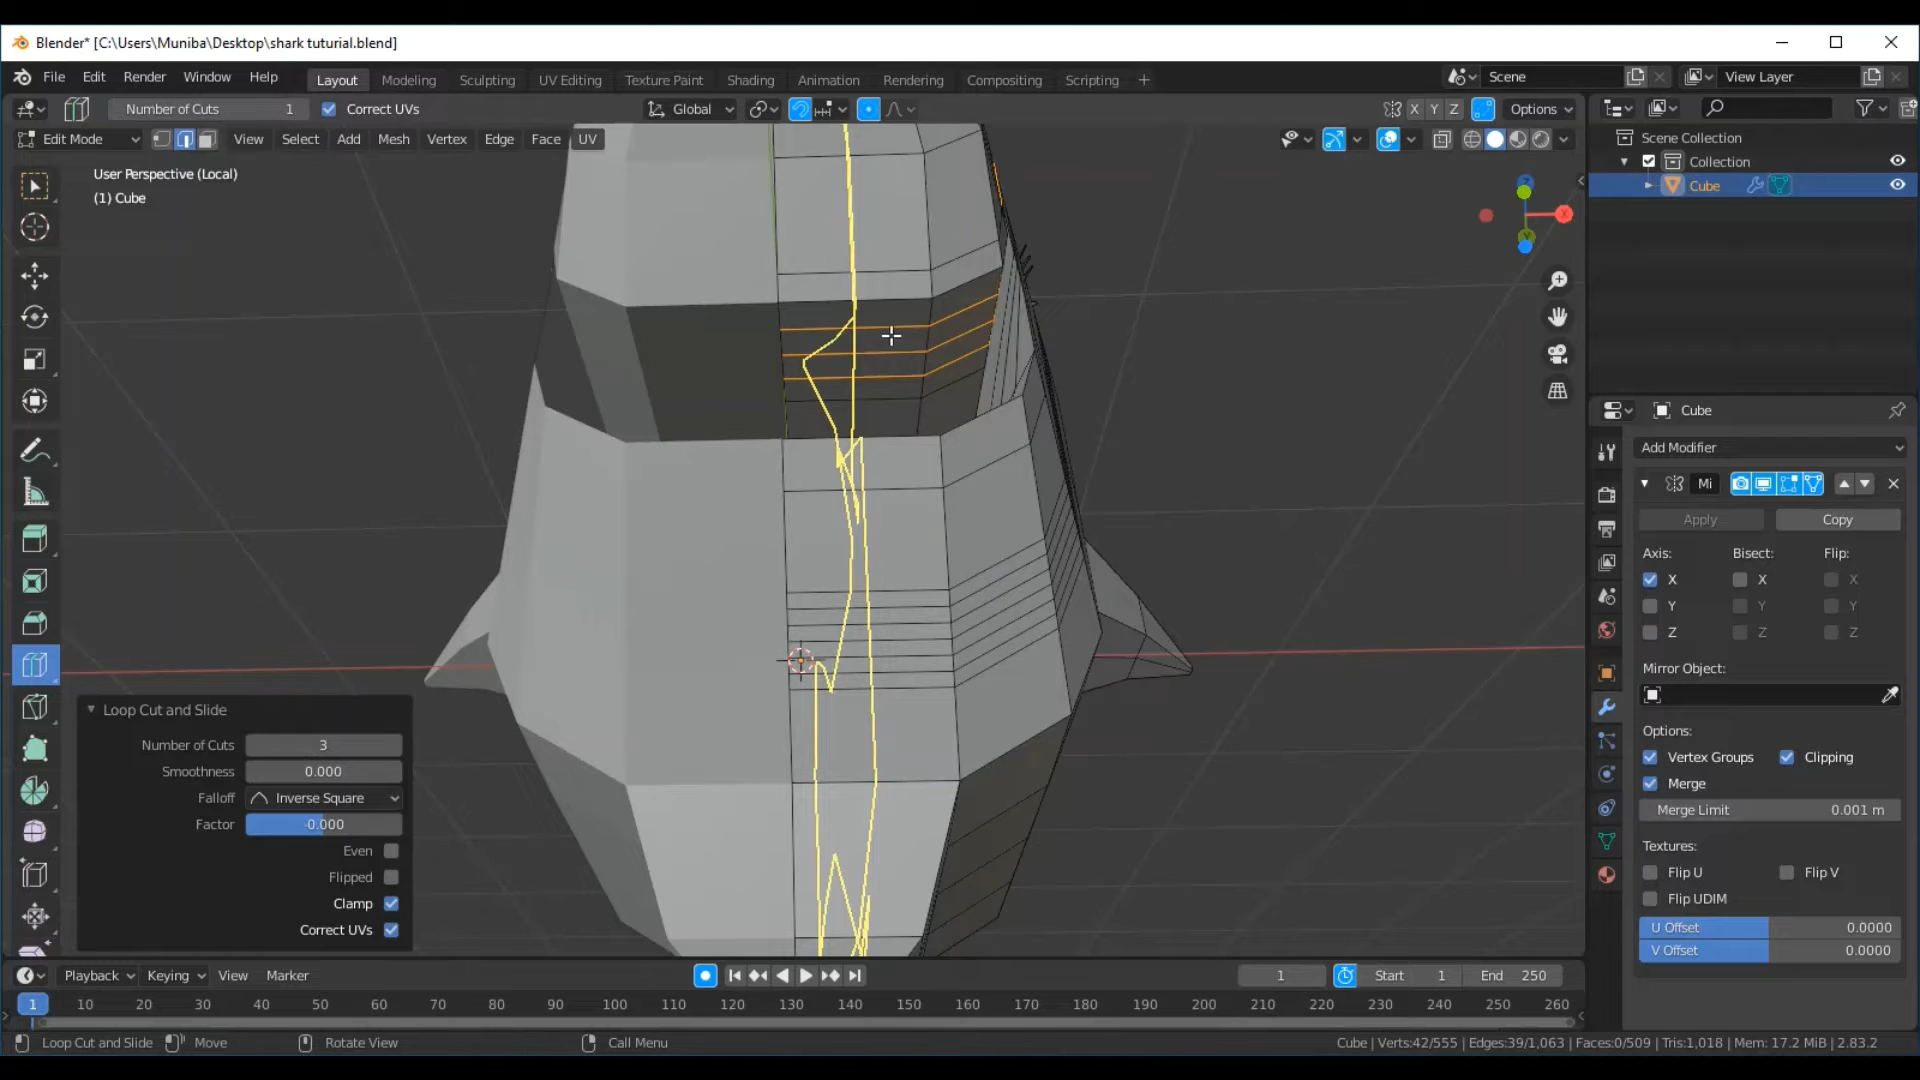 Blender* [C:\Users\Muniba\Desktop\shark tuturial.blend]
File Edit Render Window Help Layout Modeling Sculpting UV Editing Texture Paint Shading Animation Rendering Compositing Scripting + Scene View Layer
Number of Cuts 1 Correct UVs Global X Y Z Options
Edit Mode View Select Add Mesh Vertex Edge Face UV
Scene Collection
Collection
Cube
User Perspective (Local)
(1) Cube
Cube
Add Modifier
Mi
Apply Copy
Axis: Bisect: Flip:
X X X
Y Y Y
Z Z Z
Mirror Object:
Options:
Vertex Groups Clipping
Merge
Merge Limit 0.001 m
Textures:
Flip U Flip V
Flip UDIM
U Offset 0.0000
V Offset 0.0000
Loop Cut and Slide
Number of Cuts 3
Smoothness 0.000
Falloff Inverse Square
Factor -0.000
Even
Flipped
Clamp
Correct UVs
Playback Keying View Marker 1 Start 1 End 250
1 10 20 30 40 50 60 70 80 90 100 110 120 130 140 150 160 170 180 190 200 210 220 230 240 250 260
Loop Cut and Slide Move Rotate View Call Menu Cube | Verts:42/555 | Edges:39/1,063 | Faces:0/509 | Tris:1,018 | Mem: 17.2 MiB | 2.83.2